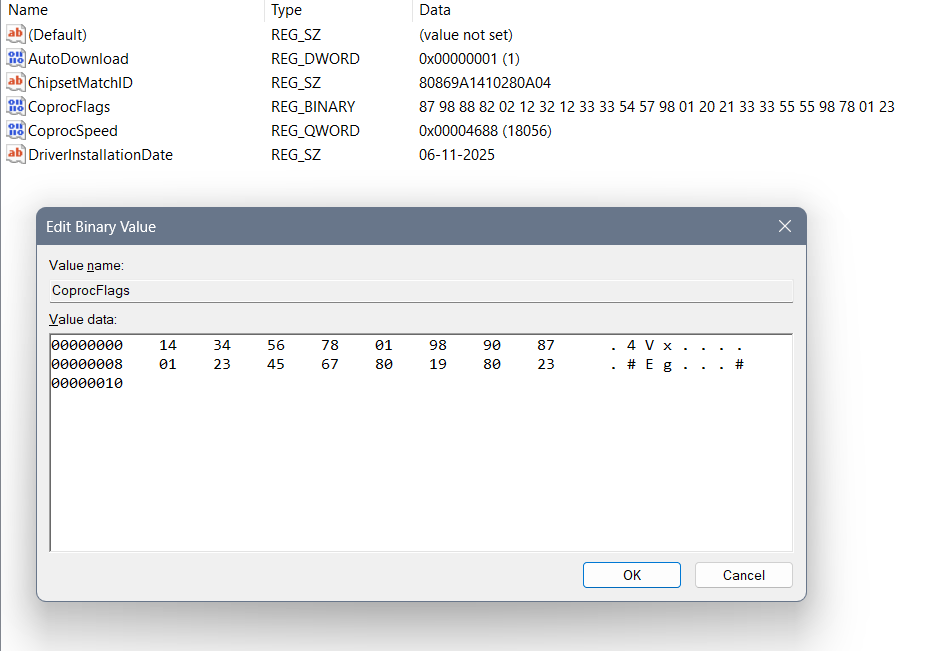 Name Type Data
(Default) REG_SZ (value not set)
AutoDownload REG_DWORD 0x00000001 (1)
ChipsetMatchID REG_SZ 80869A1410280A04
CoprocFlags REG_BINARY 87 98 88 82 02 12 32 12 33 33 54 57 98 01 20 21 33 33 55 55 98 78 01 23
CoprocSpeed REG_QWORD 0x00004688 (18056)
DriverInstallationDate REG_SZ 06-11-2025
Edit Binary Value
Value name:
CoprocFlags
Value data:
00000000 14 34 56 78 01 98 90 87 . 4 V x . . . .
00000008 01 23 45 67 80 19 80 23 . # E g . . . #
00000010
OK Cancel